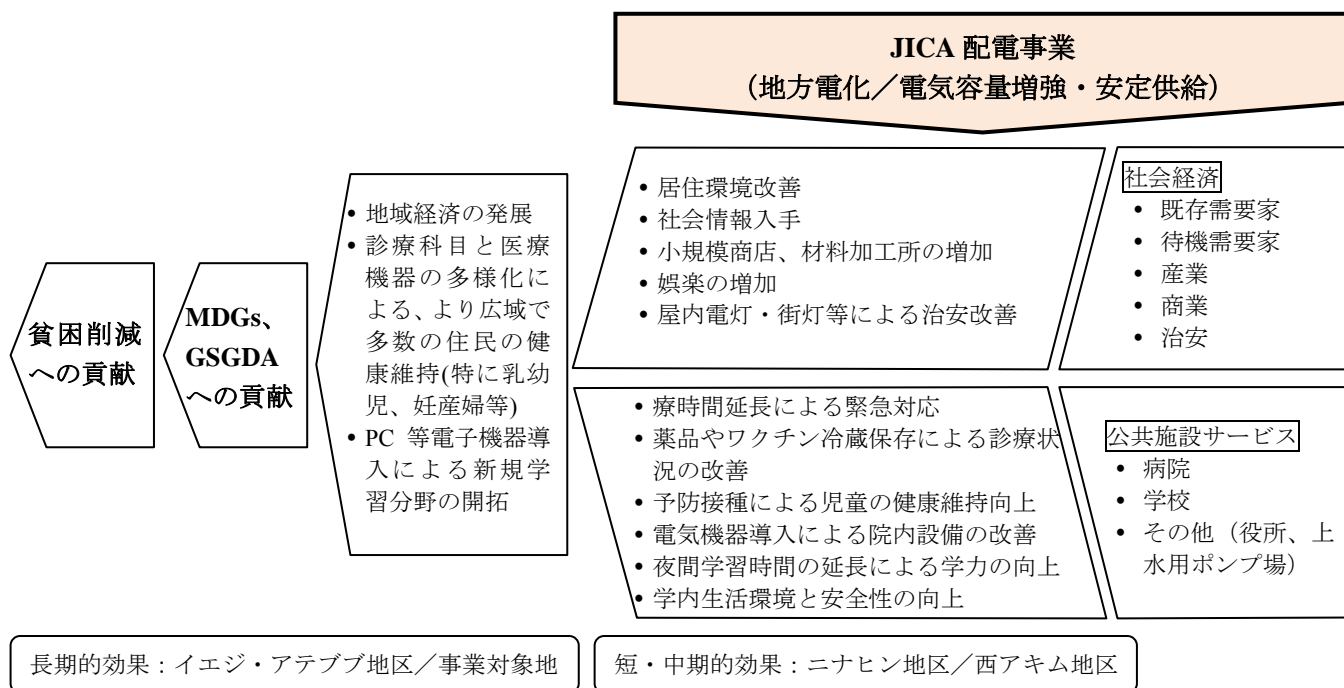 JICA 配電事業
（地方電化／電気容量増強・安定供給）
貧困削減
への貢献
MDGs、
GSGDA
への貢献
• 地域経済の発展
• 診療科目と医療
機器の多様化に
よる、より広域で
多数の住民の健
康維持(特に乳幼
児、妊産婦等)
• PC 等電子機器導
入による新規学
習分野の開拓
• 居住環境改善
• 社会情報入手
• 小規模商店、材料加工所の増加
• 娯楽の増加
• 屋内電灯・街灯等による治安改善
社会経済
• 既存需要家
• 待機需要家
• 産業
• 商業
• 治安
• 療時間延長による緊急対応
• 薬品やワクチン冷蔵保存による診療状
況の改善
• 予防接種による児童の健康維持向上
• 電気機器導入による院内設備の改善
• 夜間学習時間の延長による学力の向上
• 学内生活環境と安全性の向上
公共施設サービス
• 病院
• 学校
• その他（役所、上
水用ポンプ場）
長期的効果：イエジ・アテブブ地区／事業対象地
短・中期的効果：ニナヒン地区／西アキム地区